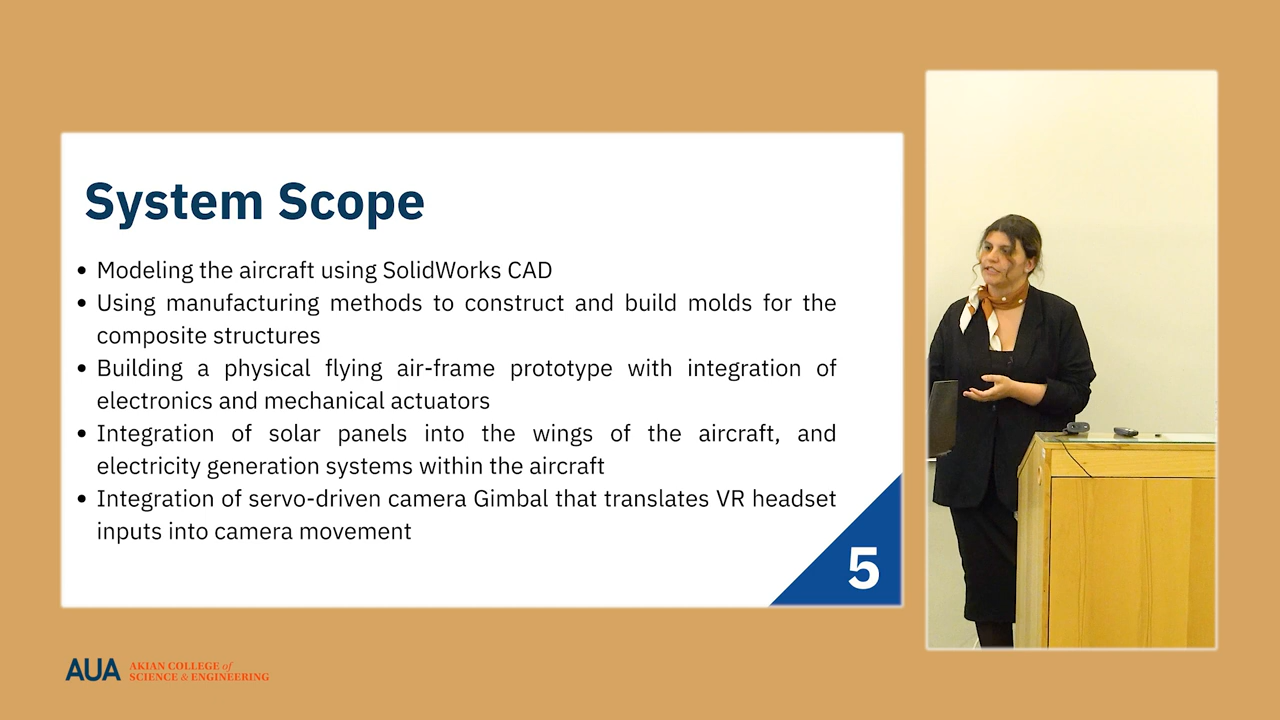 System Scope
• Modeling the aircraft using SolidWorks CAD
• Using manufacturing methods to construct and build molds for the
composite structures
• Building a physical flying air-frame prototype with integration of
electronics and mechanical actuators
• Integration of solar panels into the wings of the aircraft, and
electricity generation systems within the aircraft
• Integration of servo-driven camera Gimbal that translates VR headset
inputs into camera movement
5
AUA
AKIAN COLLEGE of
SCIENCE & ENGINEERING